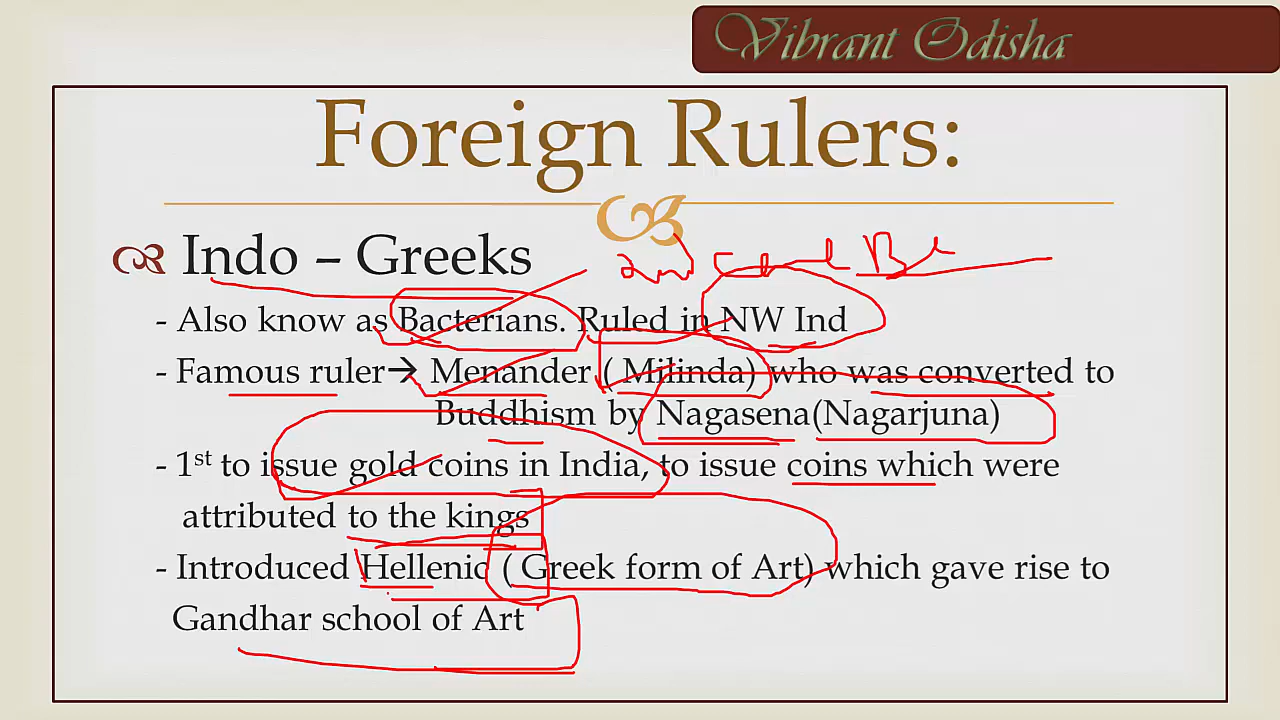 Vibrant Odisha
Foreign Rulers:
Indo – Greeks
- Also know as Bacterians. Ruled in NW Ind
- Famous ruler→ Menander ( Milinda) who was converted to
Buddhism by Nagasena(Nagarjuna)
- 1st to issue gold coins in India, to issue coins which were
attributed to the kings
- Introduced Hellenic ( Greek form of Art) which gave rise to
Gandhar school of Art